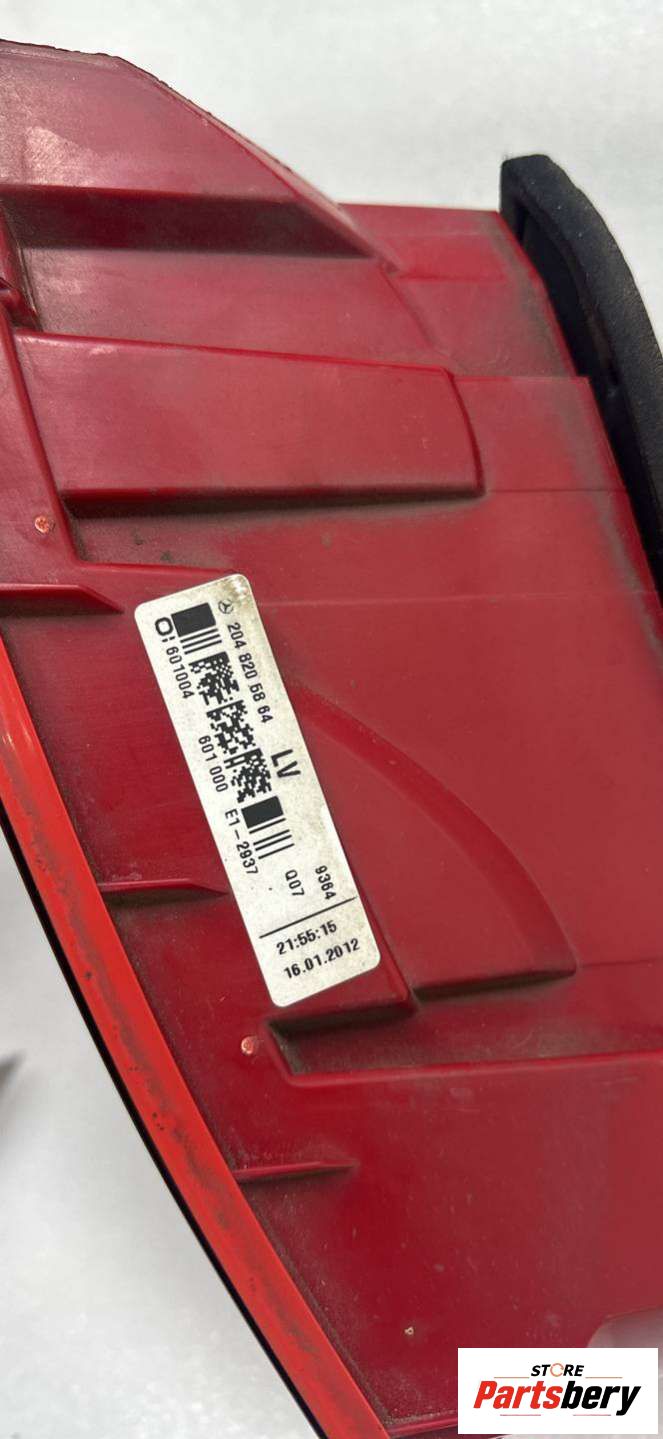 204 820 58 64
LV
9364
601004
601 000
E1-2937
Q07
21:55:15
16.01.2012
STORE
Partsbery